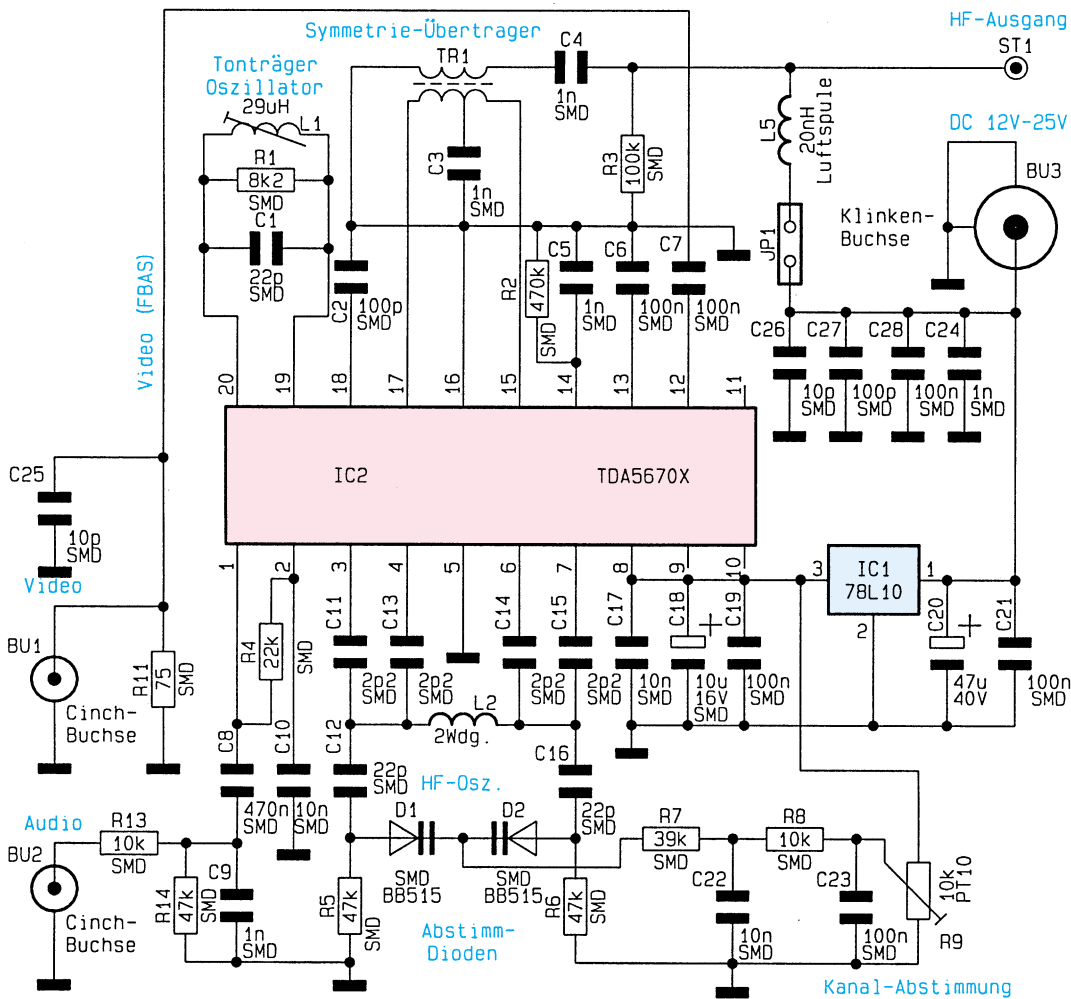 Symmetrie-Übertrager
TR1
C4
1n
SMD
HF-Ausgang
ST1
Tonträger
Oszillator
29uH
L1
R1
8k2
SMD
C1
22p
SMD
C3
1n
SMD
R3
100k
SMD
L5
20nH
Luftspule
DC 12V-25V
BU3
Klinken-
Buchse
JP1
Video (FBAS)
C2
100p
SMD
R2
470k
SMD
C5
1n
SMD
C6
100n
SMD
C7
100n
SMD
C26
10p
SMD
C27
100p
SMD
C28
100n
SMD
C24
1n
SMD
20
19
18
17
16
15
14
13
12
11
IC2
TDA5670X
C25
10p
SMD
Video
1
2
3
4
5
6
7
8
9
10
3
IC1
78L10
1
2
BU1
Cinch-
Buchse
R11
75
SMD
R4
22k
SMD
C11
2p2
SMD
C13
2p2
SMD
C14
2p2
SMD
C15
2p2
SMD
C17
10n
SMD
C18
+
10u
16V
SMD
C19
100n
SMD
C20
+
47u
40V
C21
100n
SMD
L2
2Wdg.
C8
470n
SMD
C10
10n
SMD
C12
22p
SMD
HF-Osz.
C16
22p
SMD
Audio
BU2
Cinch-
Buchse
R13
10k
SMD
R14
47k
SMD
C9
1n
SMD
R5
47k
SMD
D1
SMD
BB515
D2
SMD
BB515
Abstimm-
Dioden
R6
47k
SMD
R7
39k
SMD
R8
10k
SMD
C22
10n
SMD
C23
100n
SMD
10k
PT10
R9
Kanal-Abstimmung